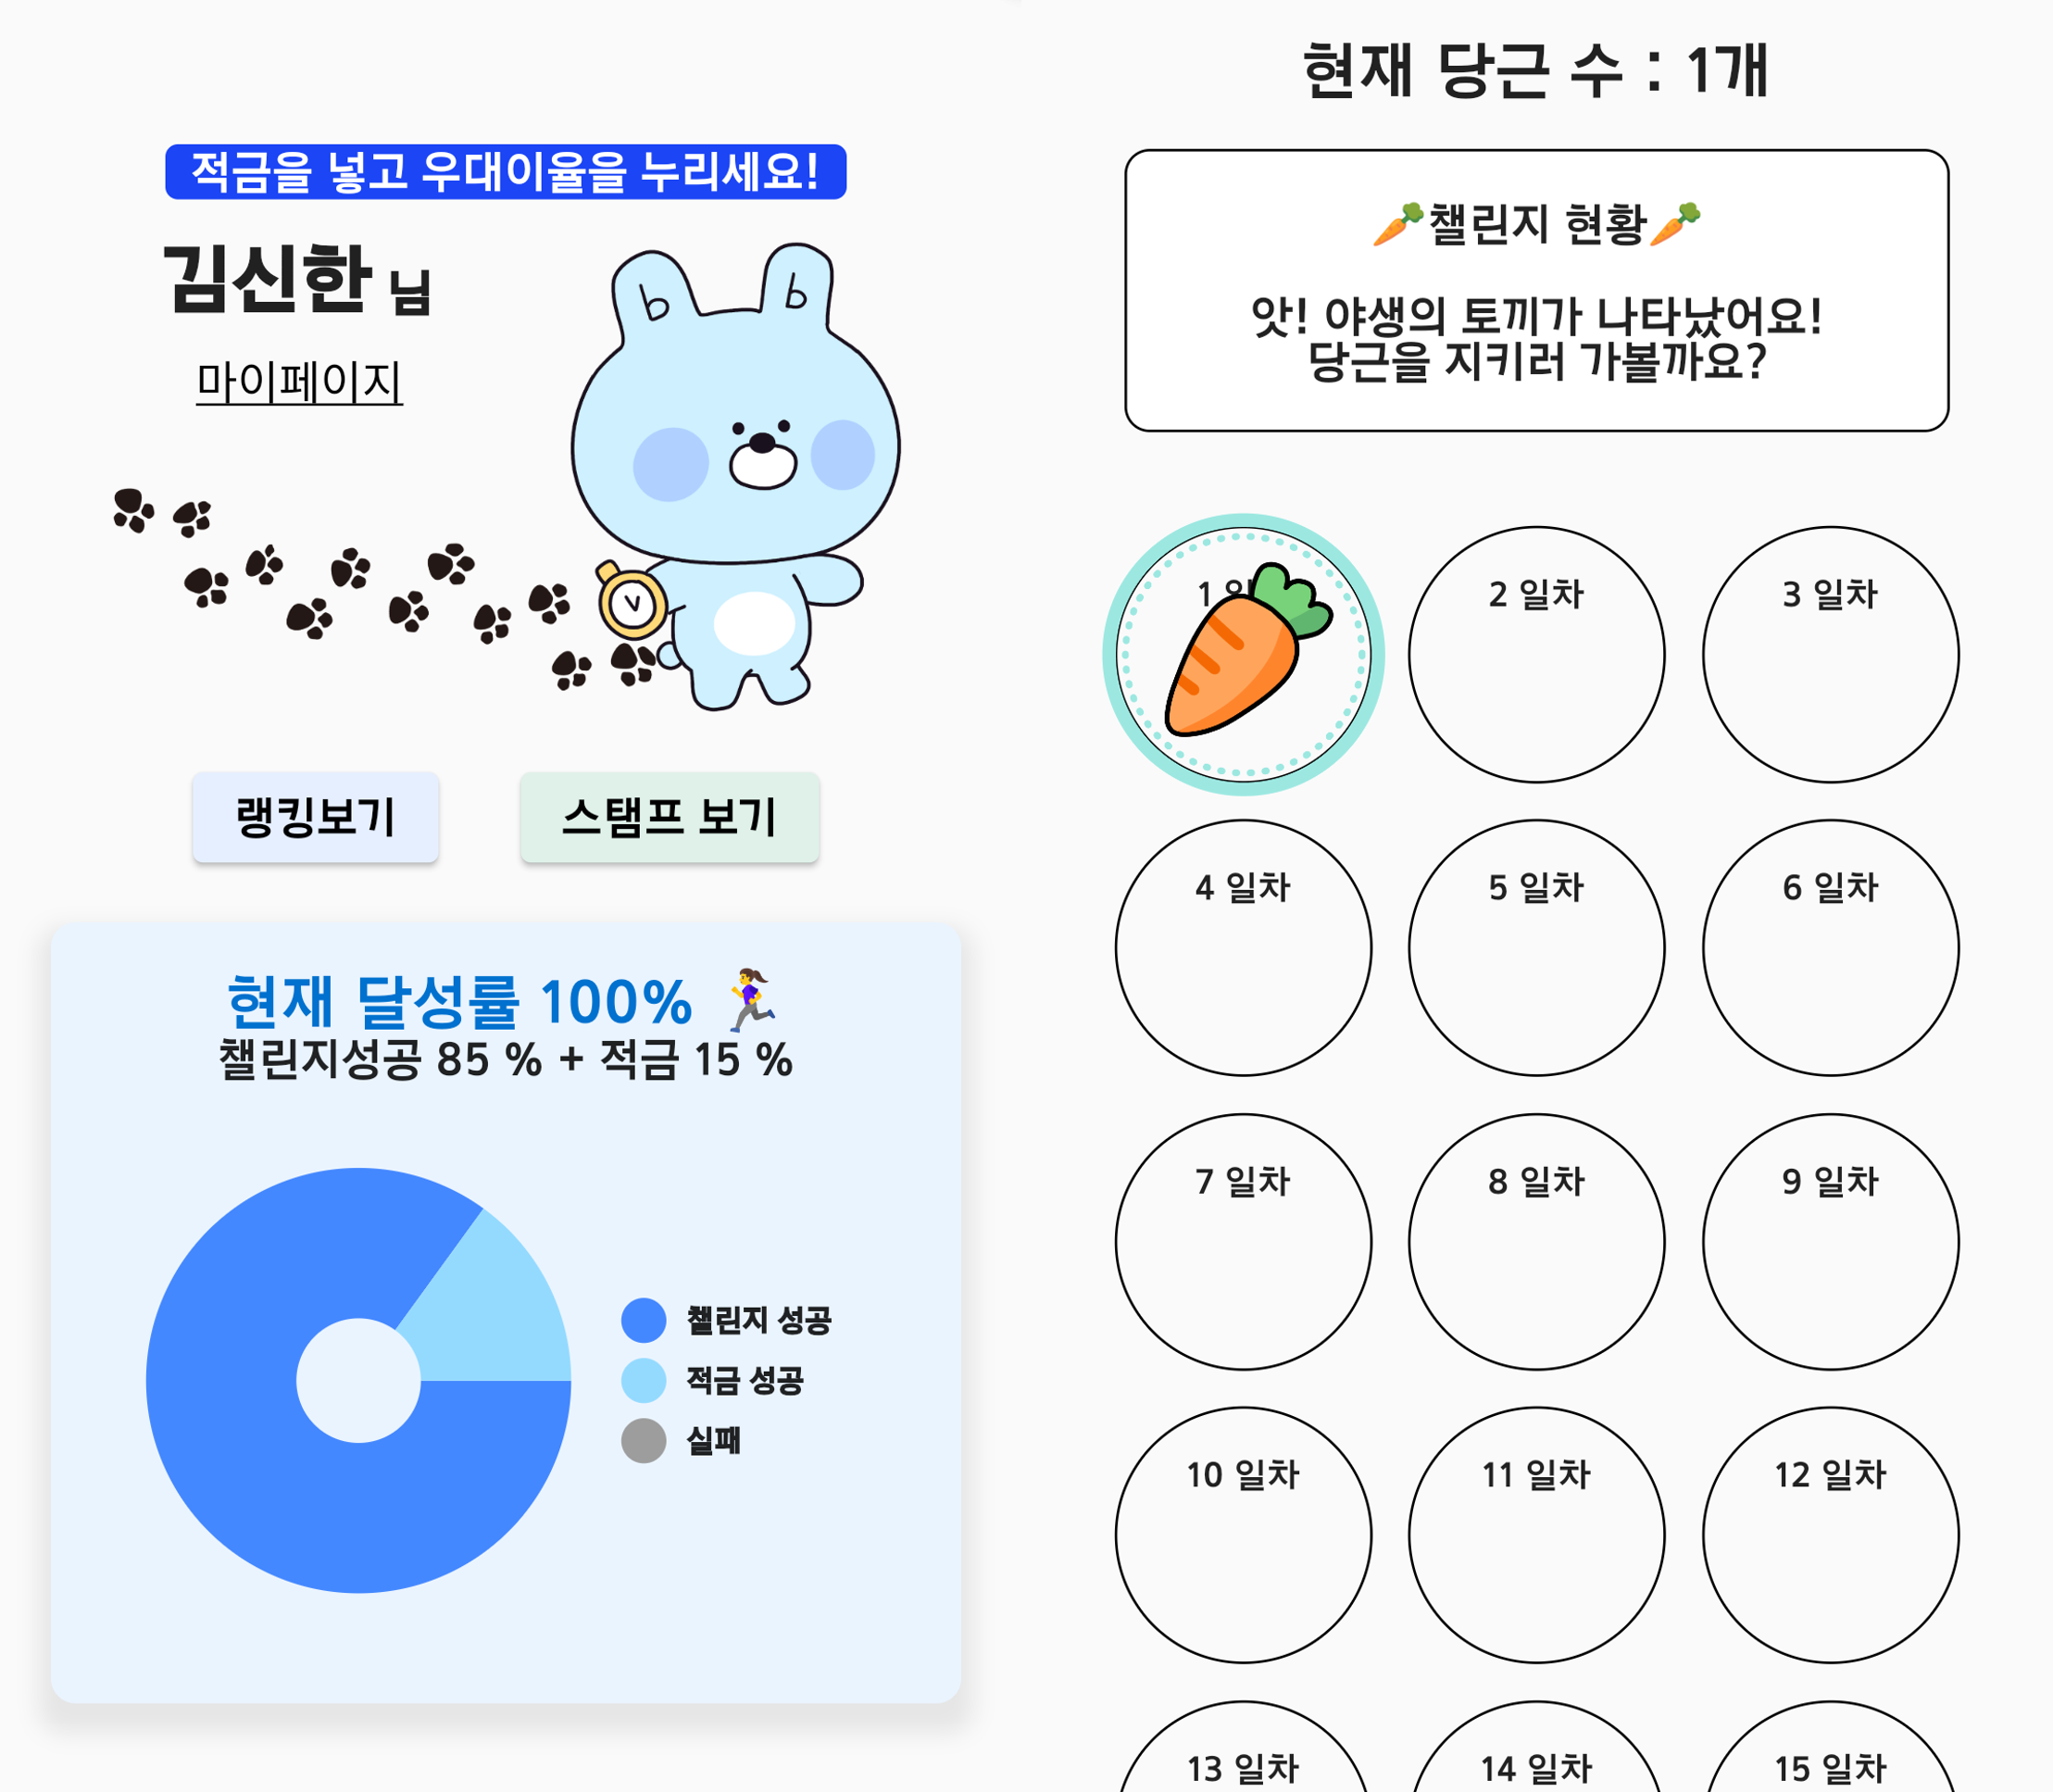 적금을 넣고 우대이율을 누리세요!
김신한 님
마이페이지
랭킹보기
스탬프 보기
현재 달성률 100%
챌린지성공 85 % + 적금 15 %
챌린지 성공
적금 성공
실패
현재 당근 수 : 1개
🥕챌린지 현황🥕
앗! 야생의 토끼가 나타났어요!
당근을 지키러 가볼까요?
1
2 일차
3 일차
4 일차
5 일차
6 일차
7 일차
8 일차
9 일차
10 일차
11 일차
12 일차
13 일차
14 일차
15 일차